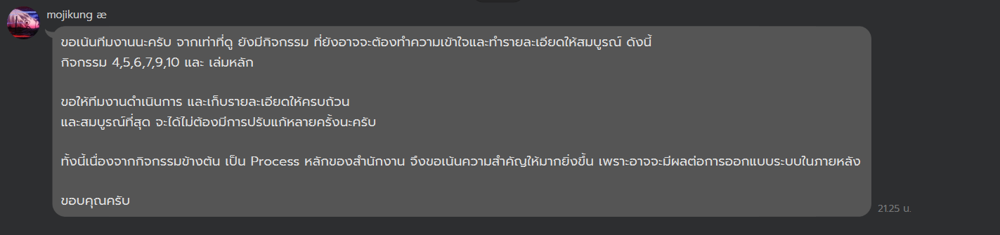 mojikung æ
ขอเน้นทีมงานนะครับ จากเท่าที่ดู ยังมีกิจกรรม ที่ยังอาจจะต้องทำความเข้าใจและทำรายละเอียดให้สมบูรณ์ ดังนี้
กิจกรรม 4,5,6,7,9,10 และ เล่มหลัก
ขอให้ทีมงานดำเนินการ และเก็บรายละเอียดให้ครบถ้วน
และสมบูรณ์ที่สุด จะได้ไม่ต้องมีการปรับแก้หลายครั้งนะครับ
ทั้งนี้เนื่องจากกิจกรรมข้างต้น เป็น Process หลักของสำนักงาน จึงขอเน้นความสำคัญให้มากยิ่งขึ้น เพราะอาจจะมีผลต่อการออกแบบระบบในภายหลัง
ขอบคุณครับ
21.25 น.